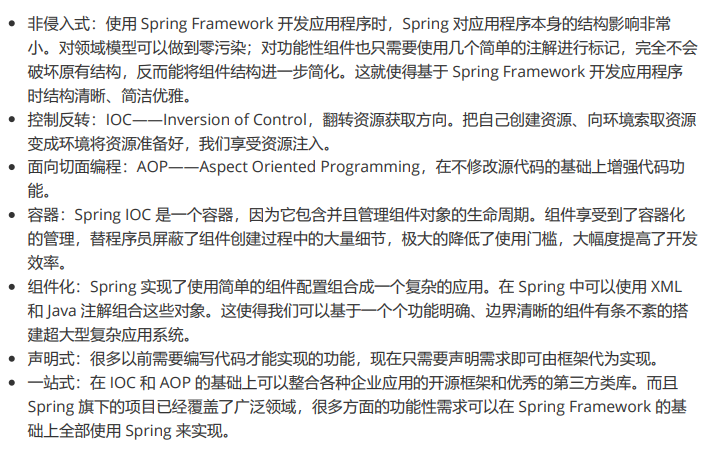 • 非侵入式：使用 Spring Framework 开发应用程序时，Spring 对应用程序本身的结构影响非常
小。对领域模型可以做到零污染；对功能性组件也只需要使用几个简单的注解进行标记，完全不会
破坏原有结构，反而能将组件结构进一步简化。这就使得基于 Spring Framework 开发应用程序
时结构清晰、简洁优雅。
• 控制反转：IOC——Inversion of Control，翻转资源获取方向。把自己创建资源、向环境索取资源
变成环境将资源准备好，我们享受资源注入。
• 面向切面编程：AOP——Aspect Oriented Programming，在不修改源代码的基础上增强代码功
能。
• 容器：Spring IOC 是一个容器，因为它包含并且管理组件对象的生命周期。组件享受到了容器化
的管理，替程序员屏蔽了组件创建过程中的大量细节，极大的降低了使用门槛，大幅度提高了开发
效率。
• 组件化：Spring 实现了使用简单的组件配置组合成一个复杂的应用。在 Spring 中可以使用 XML
和 Java 注解组合这些对象。这使得我们可以基于一个个功能明确、边界清晰的组件有条不紊的搭
建超大型复杂应用系统。
• 声明式：很多以前需要编写代码才能实现的功能，现在只需要声明需求即可由框架代为实现。
• 一站式：在 IOC 和 AOP 的基础上可以整合各种企业应用的开源框架和优秀的第三方类库。而且
Spring 旗下的项目已经覆盖了广泛领域，很多方面的功能性需求可以在 Spring Framework 的基
础上全部使用 Spring 来实现。